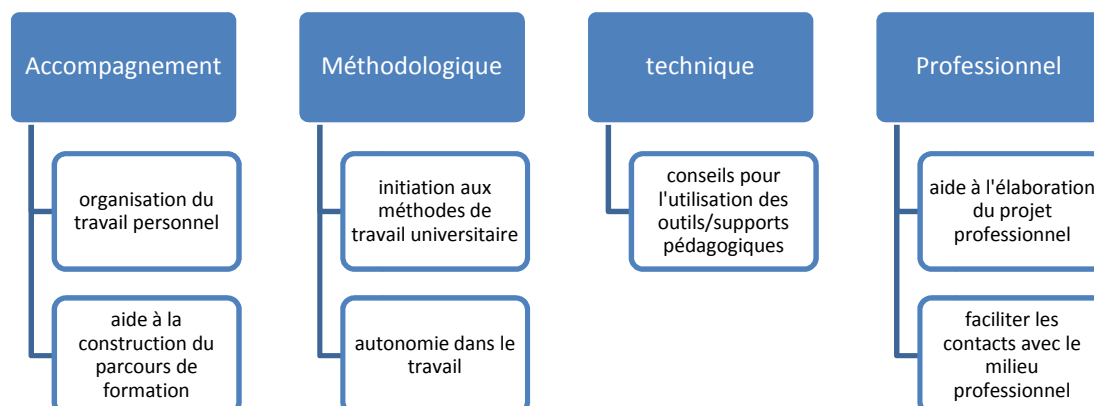 Accompagnement
organisation du
travail personnel
aide à la
construction du
parcours de
formation
Méthodologique
initiation aux
méthodes de
travail universitaire
autonomie dans le
travail
technique
conseils pour
l'utilisation des
outils/supports
pédagogiques
Professionnel
aide à l'élaboration
du projet
professionnel
faciliter les
contacts avec le
milieu
professionnel